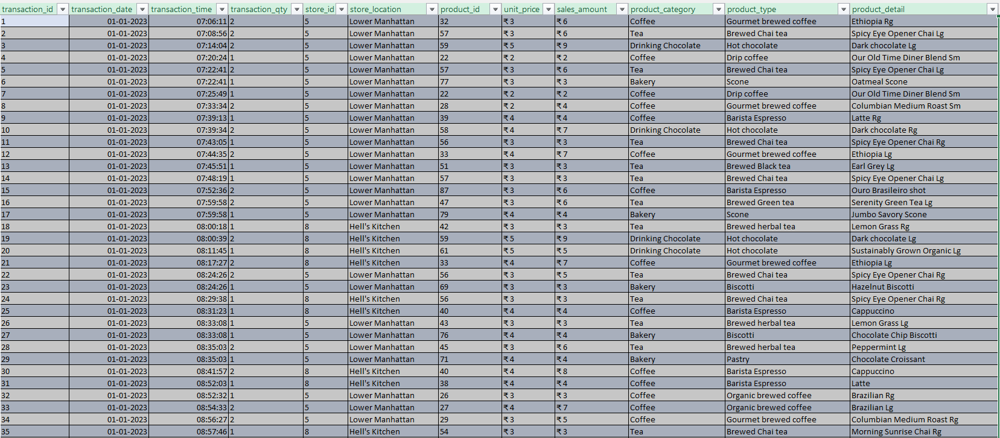 transaction_id transaction_date transaction_time transaction_qty store_id store_location product_id unit_price sales_amount product_category product_type product_detail
1 01-01-2023 07:06:11 2 5 Lower Manhattan 32 ₹ 3 ₹ 6 Coffee Gourmet brewed coffee Ethiopia Rg
2 01-01-2023 07:08:56 2 5 Lower Manhattan 57 ₹ 3 ₹ 6 Tea Brewed Chai tea Spicy Eye Opener Chai Lg
3 01-01-2023 07:14:04 2 5 Lower Manhattan 59 ₹ 5 ₹ 9 Drinking Chocolate Hot chocolate Dark chocolate Lg
4 01-01-2023 07:20:24 1 5 Lower Manhattan 22 ₹ 2 ₹ 2 Coffee Drip coffee Our Old Time Diner Blend Sm
5 01-01-2023 07:22:41 2 5 Lower Manhattan 57 ₹ 3 ₹ 6 Tea Brewed Chai tea Spicy Eye Opener Chai Lg
6 01-01-2023 07:22:41 1 5 Lower Manhattan 77 ₹ 3 ₹ 3 Bakery Scone Oatmeal Scone
7 01-01-2023 07:25:49 1 5 Lower Manhattan 22 ₹ 2 ₹ 2 Coffee Drip coffee Our Old Time Diner Blend Sm
8 01-01-2023 07:33:34 2 5 Lower Manhattan 28 ₹ 2 ₹ 4 Coffee Gourmet brewed coffee Columbian Medium Roast Sm
9 01-01-2023 07:39:13 1 5 Lower Manhattan 39 ₹ 4 ₹ 4 Coffee Barista Espresso Latte Rg
10 01-01-2023 07:39:34 2 5 Lower Manhattan 58 ₹ 4 ₹ 7 Drinking Chocolate Hot chocolate Dark chocolate Rg
11 01-01-2023 07:43:05 1 5 Lower Manhattan 56 ₹ 3 ₹ 3 Tea Brewed Chai tea Spicy Eye Opener Chai Rg
12 01-01-2023 07:44:35 2 5 Lower Manhattan 33 ₹ 4 ₹ 7 Coffee Gourmet brewed coffee Ethiopia Lg
13 01-01-2023 07:45:51 1 5 Lower Manhattan 51 ₹ 3 ₹ 3 Tea Brewed Black tea Earl Grey Lg
14 01-01-2023 07:48:19 1 5 Lower Manhattan 57 ₹ 3 ₹ 3 Tea Brewed Chai tea Spicy Eye Opener Chai Lg
15 01-01-2023 07:52:36 2 5 Lower Manhattan 87 ₹ 3 ₹ 6 Coffee Barista Espresso Ouro Brasileiro shot
16 01-01-2023 07:59:58 2 5 Lower Manhattan 47 ₹ 3 ₹ 6 Tea Brewed Green tea Serenity Green Tea Lg
17 01-01-2023 07:59:58 1 5 Lower Manhattan 79 ₹ 4 ₹ 4 Bakery Scone Jumbo Savory Scone
18 01-01-2023 08:00:18 1 8 Hell's Kitchen 42 ₹ 3 ₹ 3 Tea Brewed herbal tea Lemon Grass Rg
19 01-01-2023 08:00:39 2 8 Hell's Kitchen 59 ₹ 5 ₹ 9 Drinking Chocolate Hot chocolate Dark chocolate Lg
20 01-01-2023 08:11:45 1 8 Hell's Kitchen 61 ₹ 5 ₹ 5 Drinking Chocolate Hot chocolate Sustainably Grown Organic Lg
21 01-01-2023 08:17:27 2 8 Hell's Kitchen 33 ₹ 4 ₹ 7 Coffee Gourmet brewed coffee Ethiopia Lg
22 01-01-2023 08:24:26 2 5 Lower Manhattan 56 ₹ 3 ₹ 5 Tea Brewed Chai tea Spicy Eye Opener Chai Rg
23 01-01-2023 08:24:26 1 5 Lower Manhattan 69 ₹ 3 ₹ 3 Bakery Biscotti Hazelnut Biscotti
24 01-01-2023 08:29:38 1 8 Hell's Kitchen 56 ₹ 3 ₹ 3 Tea Brewed Chai tea Spicy Eye Opener Chai Rg
25 01-01-2023 08:31:23 1 8 Hell's Kitchen 40 ₹ 4 ₹ 4 Coffee Barista Espresso Cappuccino
26 01-01-2023 08:33:08 1 5 Lower Manhattan 43 ₹ 3 ₹ 3 Tea Brewed herbal tea Lemon Grass Lg
27 01-01-2023 08:33:08 1 5 Lower Manhattan 76 ₹ 4 ₹ 4 Bakery Biscotti Chocolate Chip Biscotti
28 01-01-2023 08:35:03 2 5 Lower Manhattan 45 ₹ 3 ₹ 6 Tea Brewed herbal tea Peppermint Lg
29 01-01-2023 08:35:03 1 5 Lower Manhattan 71 ₹ 4 ₹ 4 Bakery Pastry Chocolate Croissant
30 01-01-2023 08:41:57 2 8 Hell's Kitchen 40 ₹ 4 ₹ 8 Coffee Barista Espresso Cappuccino
31 01-01-2023 08:52:03 1 8 Hell's Kitchen 38 ₹ 4 ₹ 4 Coffee Barista Espresso Latte
32 01-01-2023 08:52:32 1 5 Lower Manhattan 26 ₹ 3 ₹ 3 Coffee Organic brewed coffee Brazilian Rg
33 01-01-2023 08:54:33 2 5 Lower Manhattan 27 ₹ 4 ₹ 7 Coffee Organic brewed coffee Brazilian Lg
34 01-01-2023 08:56:27 2 5 Lower Manhattan 29 ₹ 3 ₹ 5 Coffee Gourmet brewed coffee Columbian Medium Roast Rg
35 01-01-2023 08:57:46 1 8 Hell's Kitchen 54 ₹ 3 ₹ 3 Tea Brewed Chai tea Morning Sunrise Chai Rg